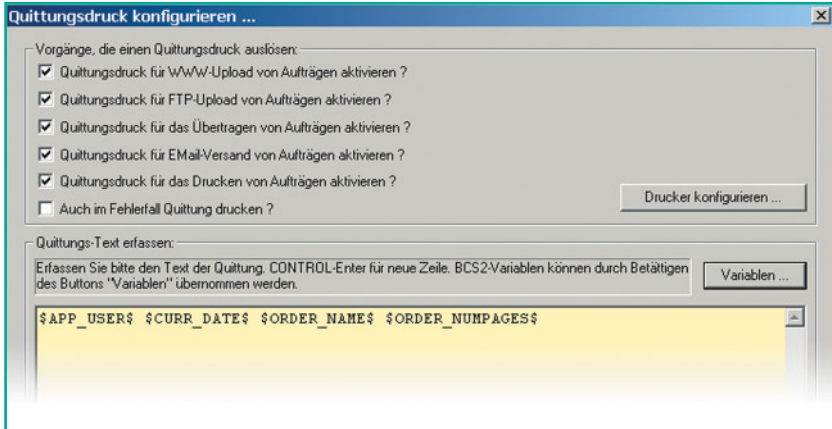 Quittungsdruck konfigurieren ...
Vorgänge, die einen Quittungsdruck auslösen:
Quittungsdruck für WWW-Upload von Aufträgen aktivieren ?
Quittungsdruck für FTP-Upload von Aufträgen aktivieren ?
Quittungsdruck für das Übertragen von Aufträgen aktivieren ?
Quittungsdruck für EMail-Versand von Aufträgen aktivieren ?
Quittungsdruck für das Drucken von Aufträgen aktivieren ?
Drucker konfigurieren ...
Auch im Fehlerfall Quittung drucken ?
Quittungs-Text erfassen:
Erfassen Sie bitte den Text der Quittung. CONTROL-Enter für neue Zeile. BCS2-Variablen können durch Betättigen
des Buttons "Variablen" übernommen werden.
Variablen ...
$APP_USER$ $CURR_DATE$ $ORDER_NAME$ $ORDER_NUMPAGES$